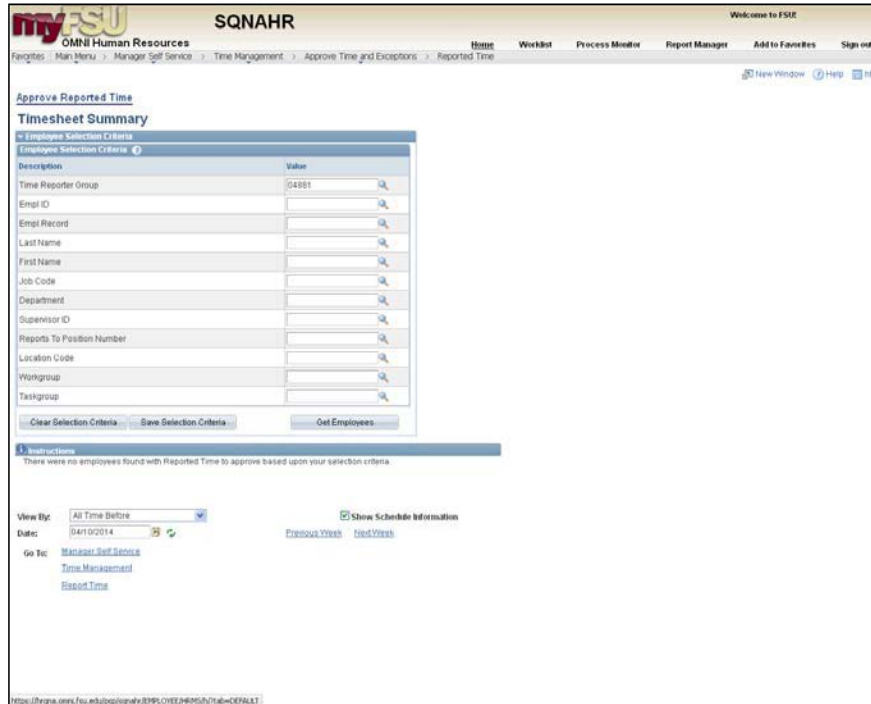 myFSU
SQNAHR
Welcome to FSU!
OMNI Human Resources
Home Worklist Process Monitor Report Manager Add to Favorites Sign out
Favorites Main Menu > Manager Self Service > Time Management > Approve Time and Exceptions > Reported Time
New Window Help
Approve Reported Time
Timesheet Summary
Employee Selection Criteria
Employee Selection Criteria
Description Value
Time Reporter Group 04881
Empl ID
Empl Record
Last Name
First Name
Job Code
Department
Supervisor ID
Reports To Position Number
Location Code
Workgroup
Taskgroup
Clear Selection Criteria Save Selection Criteria Get Employees
Instructions
There were no employees found with Reported Time to approve based upon your selection criteria.
View By: All Time Before Show Schedule Information
Date: 04/10/2014 Previous Week Next Week
Go To: Manager Self Service
Time Management
Report Time